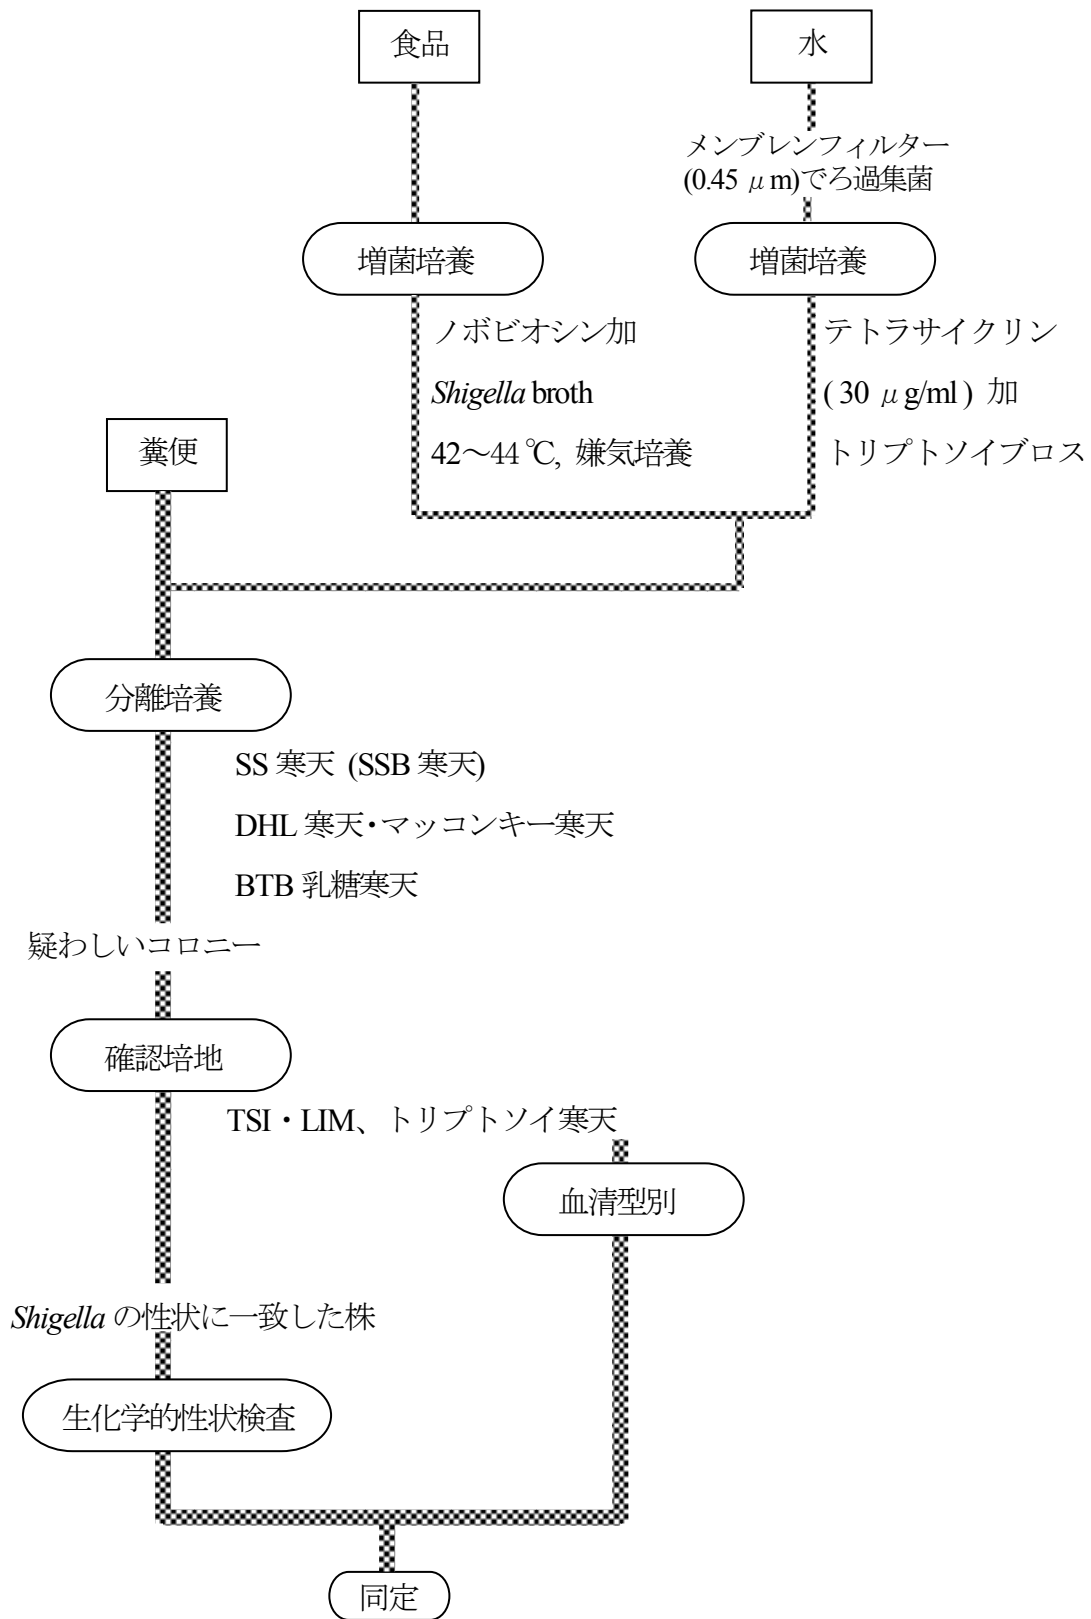 食品
水
メンブレンフィルター
(0.45 μm)でろ過集菌
増菌培養
増菌培養
ノボビオシン加
Shigella broth
42～44 ℃, 嫌気培養
テトラサイクリン
( 30 μg/ml ) 加
トリプトソイブロス
糞便
分離培養
SS 寒天 (SSB 寒天)
DHL 寒天・マッコンキー寒天
BTB 乳糖寒天
疑わしいコロニー
確認培地
TSI・LIM、トリプトソイ寒天
血清型別
Shigella の性状に一致した株
生化学的性状検査
同定